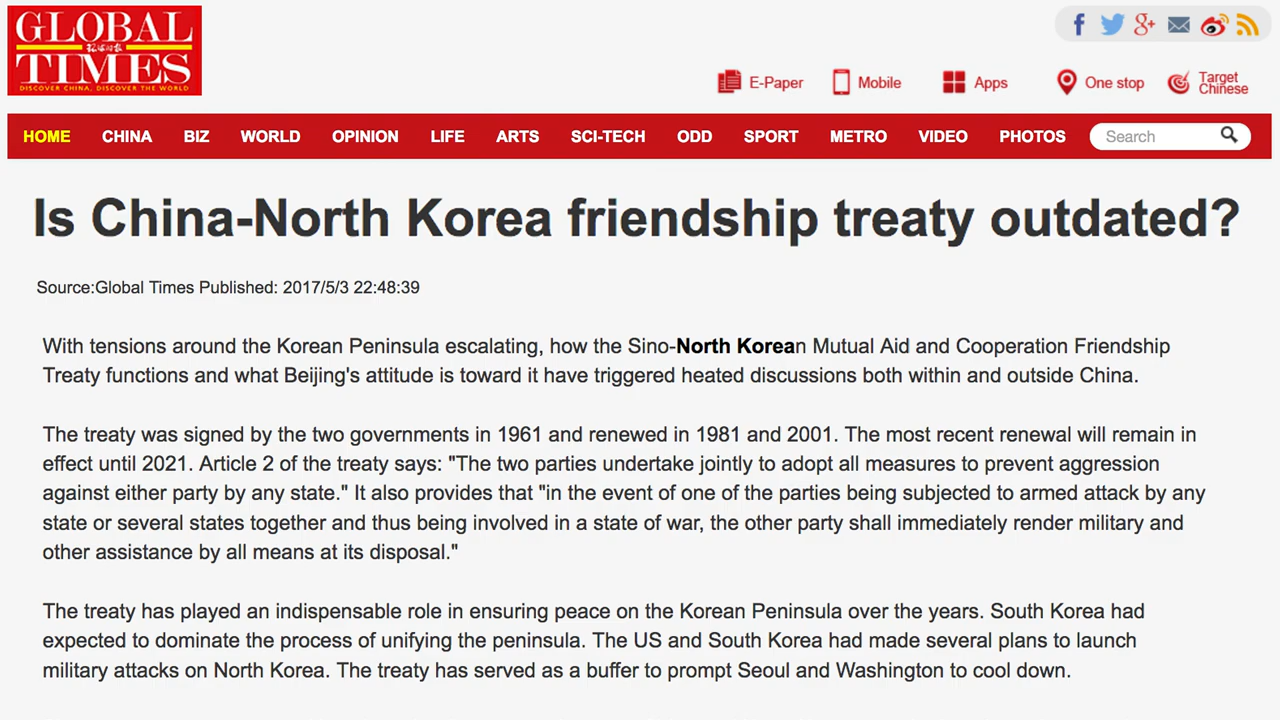 GLOBAL
环球时报
TIMES
DISCOVER CHINA, DISCOVER THE WORLD
E-Paper
Mobile
Apps
One stop
Target
Chinese
HOME CHINA BIZ WORLD OPINION LIFE ARTS SCI-TECH ODD SPORT METRO VIDEO PHOTOS Search
Is China-North Korea friendship treaty outdated?
Source:Global Times Published: 2017/5/3 22:48:39
With tensions around the Korean Peninsula escalating, how the Sino-North Korean Mutual Aid and Cooperation Friendship
Treaty functions and what Beijing's attitude is toward it have triggered heated discussions both within and outside China.
The treaty was signed by the two governments in 1961 and renewed in 1981 and 2001. The most recent renewal will remain in
effect until 2021. Article 2 of the treaty says: "The two parties undertake jointly to adopt all measures to prevent aggression
against either party by any state." It also provides that "in the event of one of the parties being subjected to armed attack by any
state or several states together and thus being involved in a state of war, the other party shall immediately render military and
other assistance by all means at its disposal."
The treaty has played an indispensable role in ensuring peace on the Korean Peninsula over the years. South Korea had
expected to dominate the process of unifying the peninsula. The US and South Korea had made several plans to launch
military attacks on North Korea. The treaty has served as a buffer to prompt Seoul and Washington to cool down.